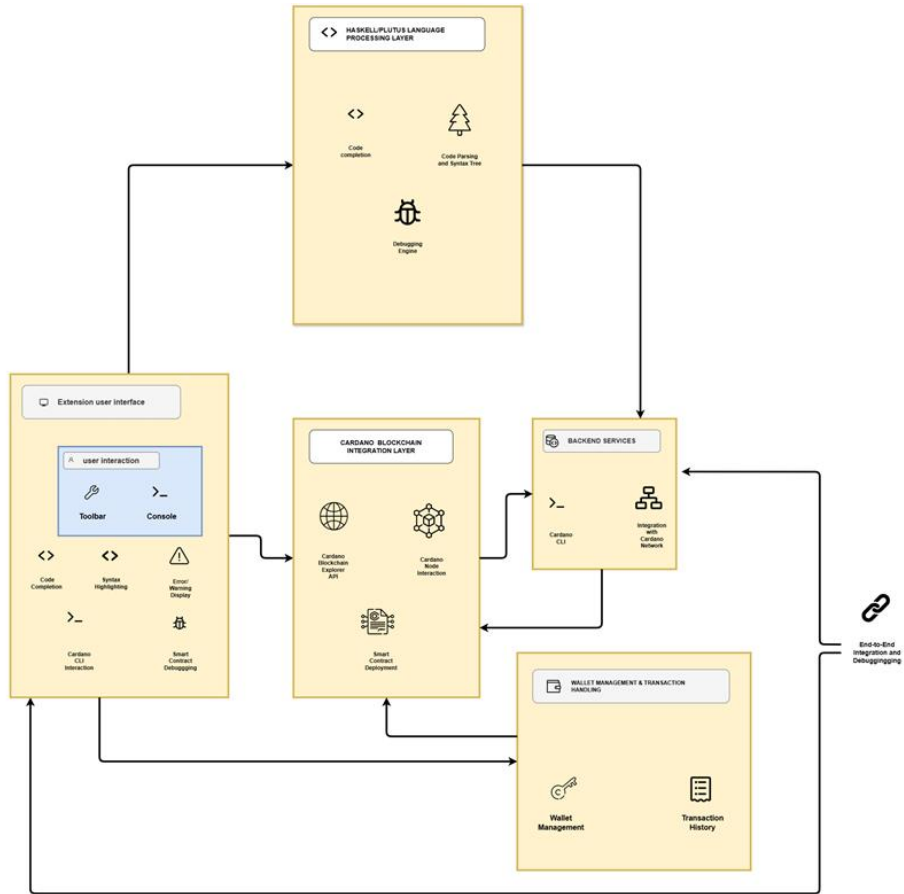 HASKELL/PLUTUS LANGUAGE
PROCESSING LAYER
Code
completion
Code Parsing
and Syntax Tree
Debugging
Engine
Extension user interface
user interaction
Toolbar
Console
Code
Completion
Syntax
Highlighting
Error/
Warning
Display
Cardano
CLI
Interaction
Smart
Contract
Debuggging
CARDANO BLOCKCHAIN
INTEGRATION LAYER
Cardano
Blockchain
Explorer
API
Cardano
Node
Interaction
Smart
Contract
Deployment
BACKEND SERVICES
Cardano
CLI
Integration
with
Cardano
Network
WALLET MANAGEMENT & TRANSACTION
HANDLING
Wallet
Management
Transaction
History
End-to-End
Integration and
Debuggingging